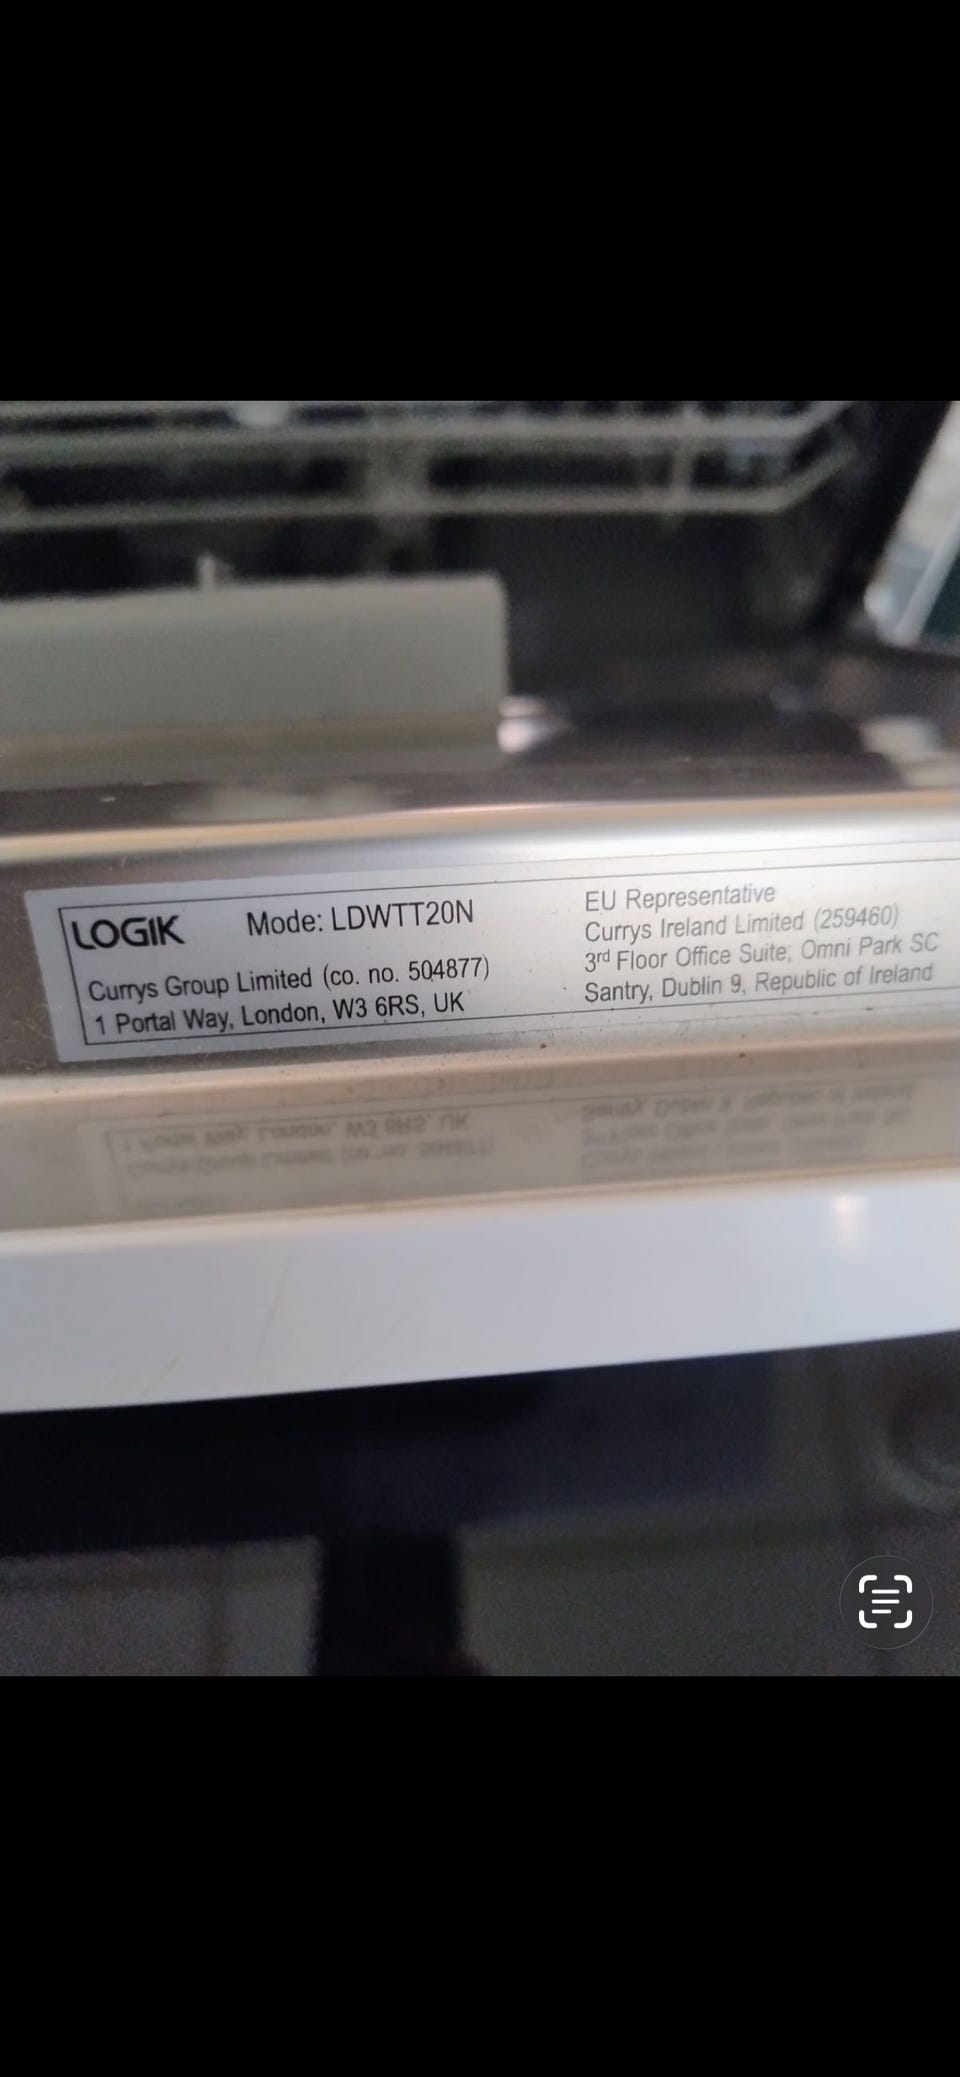 LOGIK
Mode: LDWTT20N
Currys Group Limited (co. no. 504877)
1 Portal Way, London, W3 6RS, UK
EU Representative
Currys Ireland Limited (259460)
3rd Floor Office Suite, Omni Park SC
Santry, Dublin 9, Republic of Ireland